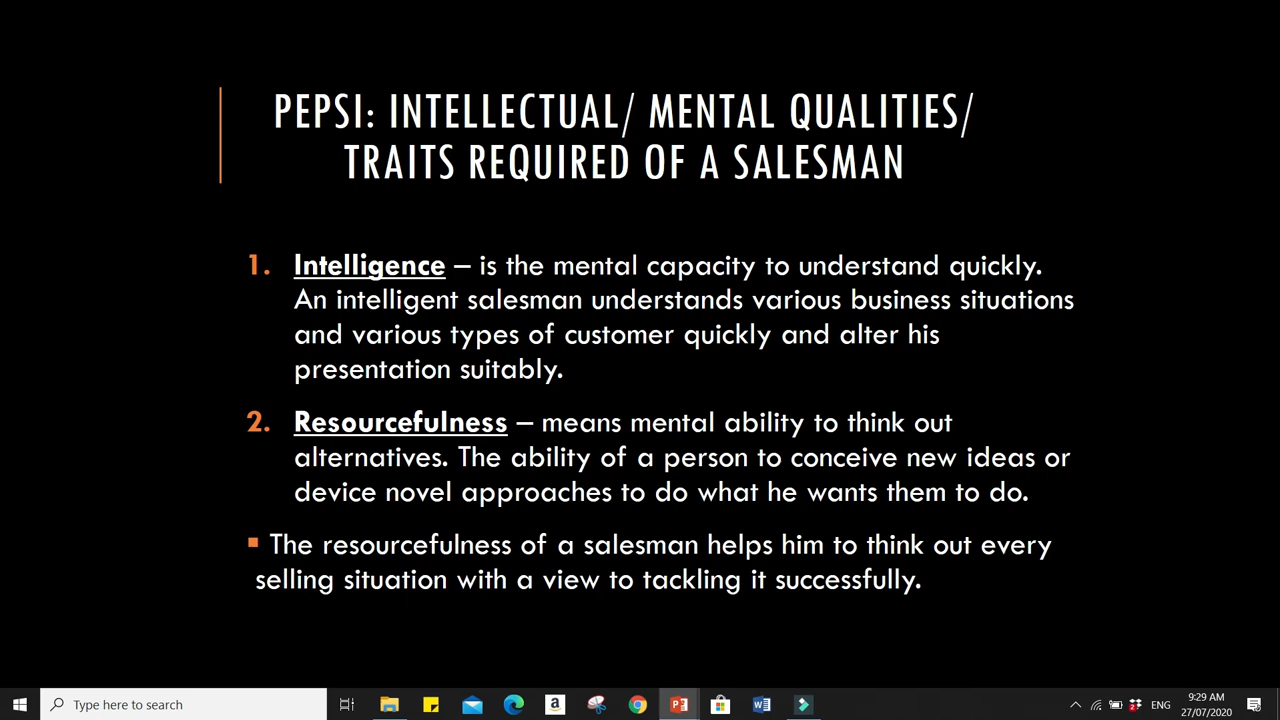 PEPSI: INTELLECTUAL/ MENTAL QUALITIES/
TRAITS REQUIRED OF A SALESMAN
1. Intelligence – is the mental capacity to understand quickly.
An intelligent salesman understands various business situations
and various types of customer quickly and alter his
presentation suitably.
2. Resourcefulness – means mental ability to think out
alternatives. The ability of a person to conceive new ideas or
device novel approaches to do what he wants them to do.
▪ The resourcefulness of a salesman helps him to think out every
selling situation with a view to tackling it successfully.
Type here to search
ENG
9:29 AM
27/07/2020